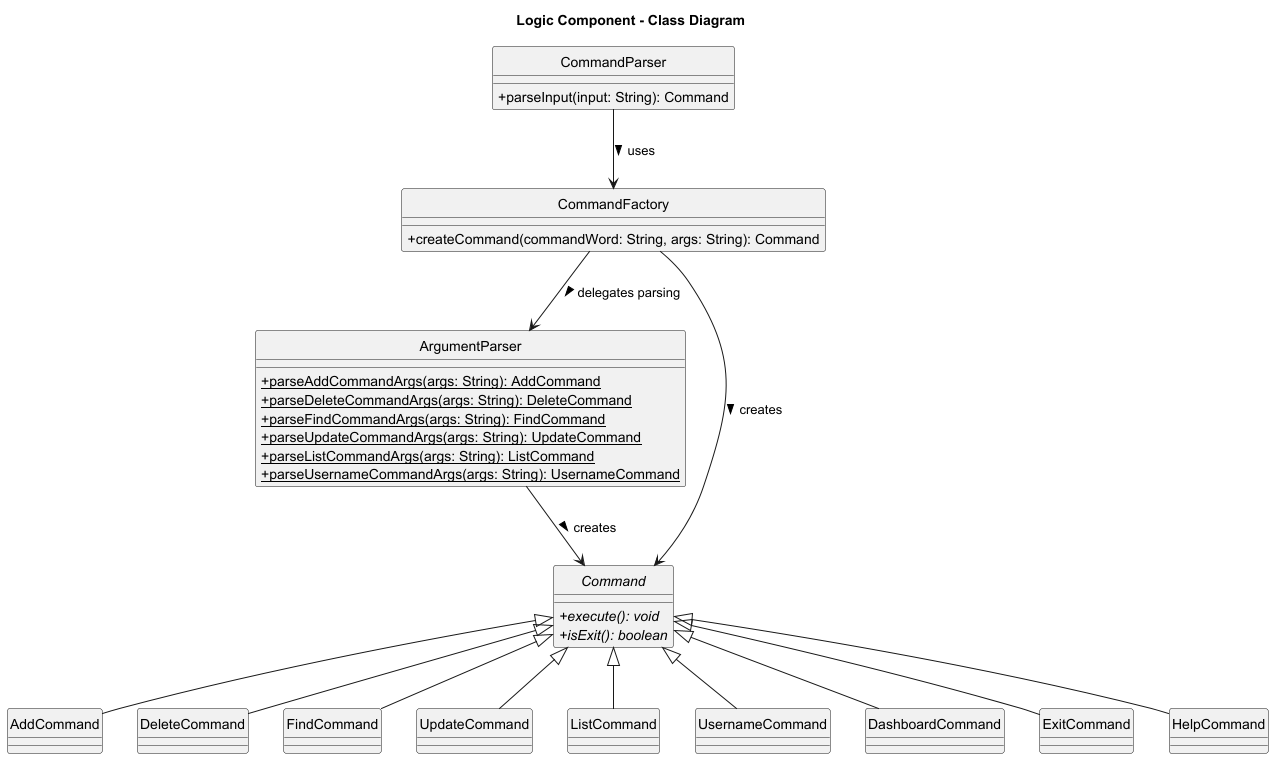 Logic Component - Class Diagram
CommandParser
+parseInput(input: String): Command
uses
CommandFactory
+createCommand(commandWord: String, args: String): Command
delegates parsing
ArgumentParser
+parseAddCommandArgs(args: String): AddCommand
+parseDeleteCommandArgs(args: String): DeleteCommand
+parseFindCommandArgs(args: String): FindCommand
+parseUpdateCommandArgs(args: String): UpdateCommand
+parseListCommandArgs(args: String): ListCommand
+parseUsernameCommandArgs(args: String): UsernameCommand
creates
creates
Command
+execute(): void
+isExit(): boolean
AddCommand
DeleteCommand
FindCommand
UpdateCommand
ListCommand
UsernameCommand
DashboardCommand
ExitCommand
HelpCommand